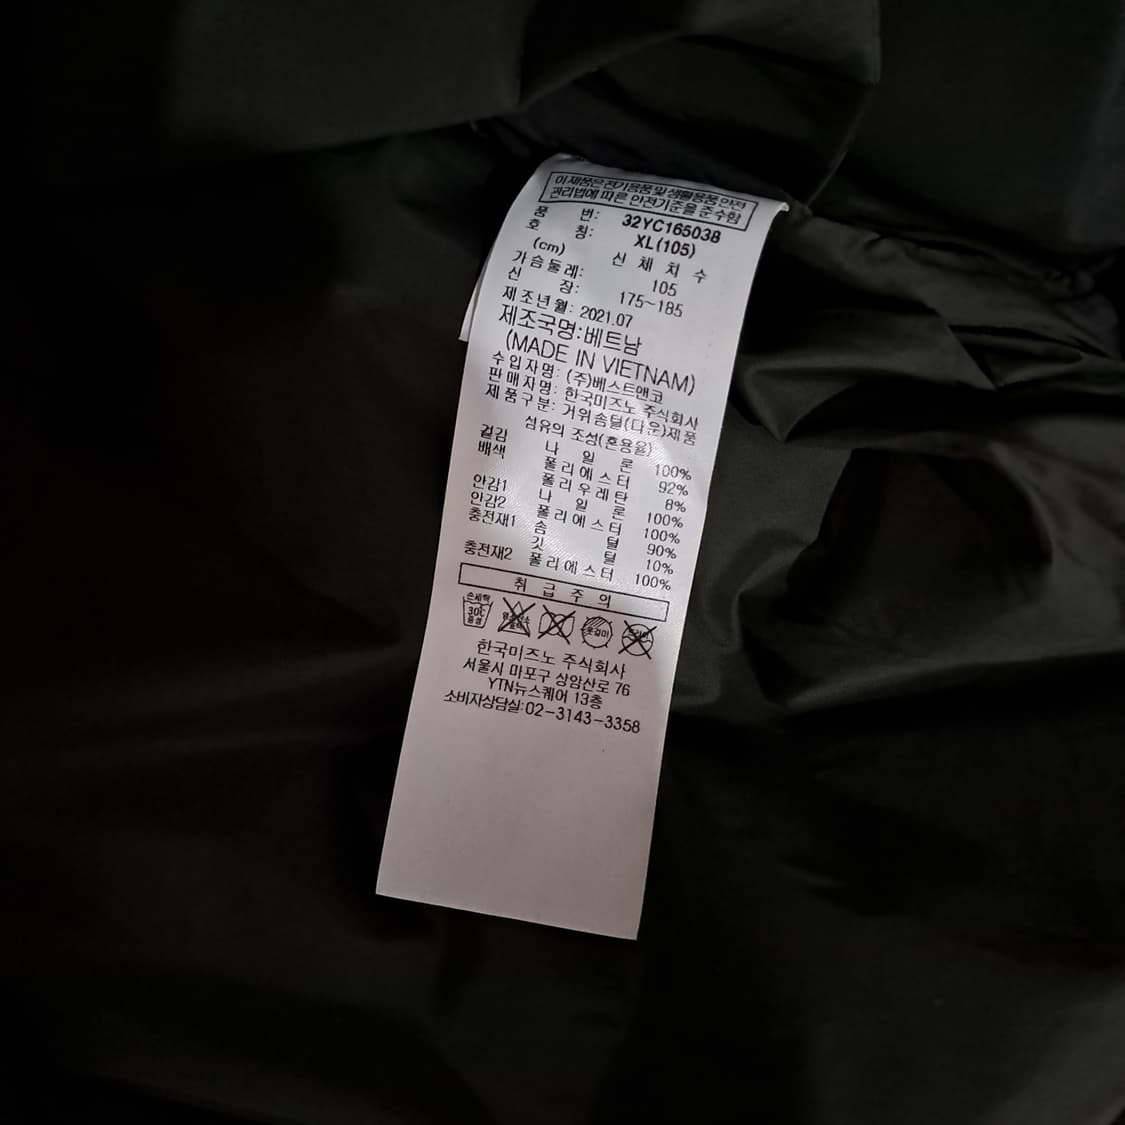 이 제품은 전기용품 및 생활용품 안전
관리법에 따른 안전기준을 준수함
품 번: 32YC165038
호 칭: XL(105)
(cm) 신 체 치 수
가슴둘레: 105
신 장: 175~185
제조년월: 2021.07
제조국명:베트남
(MADE IN VIETNAM)
수입자명: (주)베스트앤코
판매자명: 한국미즈노 주식회사
제품구분: 거위솜털(다운)제품
섬유의 조성(혼용율)
겉감 나 일 론 100%
배색 폴리에스터 92%
폴리우레탄 8%
안감1 나 일 론 100%
안감2 폴리에스터 100%
충전재1 솜 털 90%
깃 털 10%
충전재2 폴리에스터 100%
취 급 주 의
손세탁
30℃
중성
옷걸이
드라이
한국미즈노 주식회사
서울시 마포구 상암산로 76
YTN뉴스퀘어 13층
소비자상담실:02-3143-3358